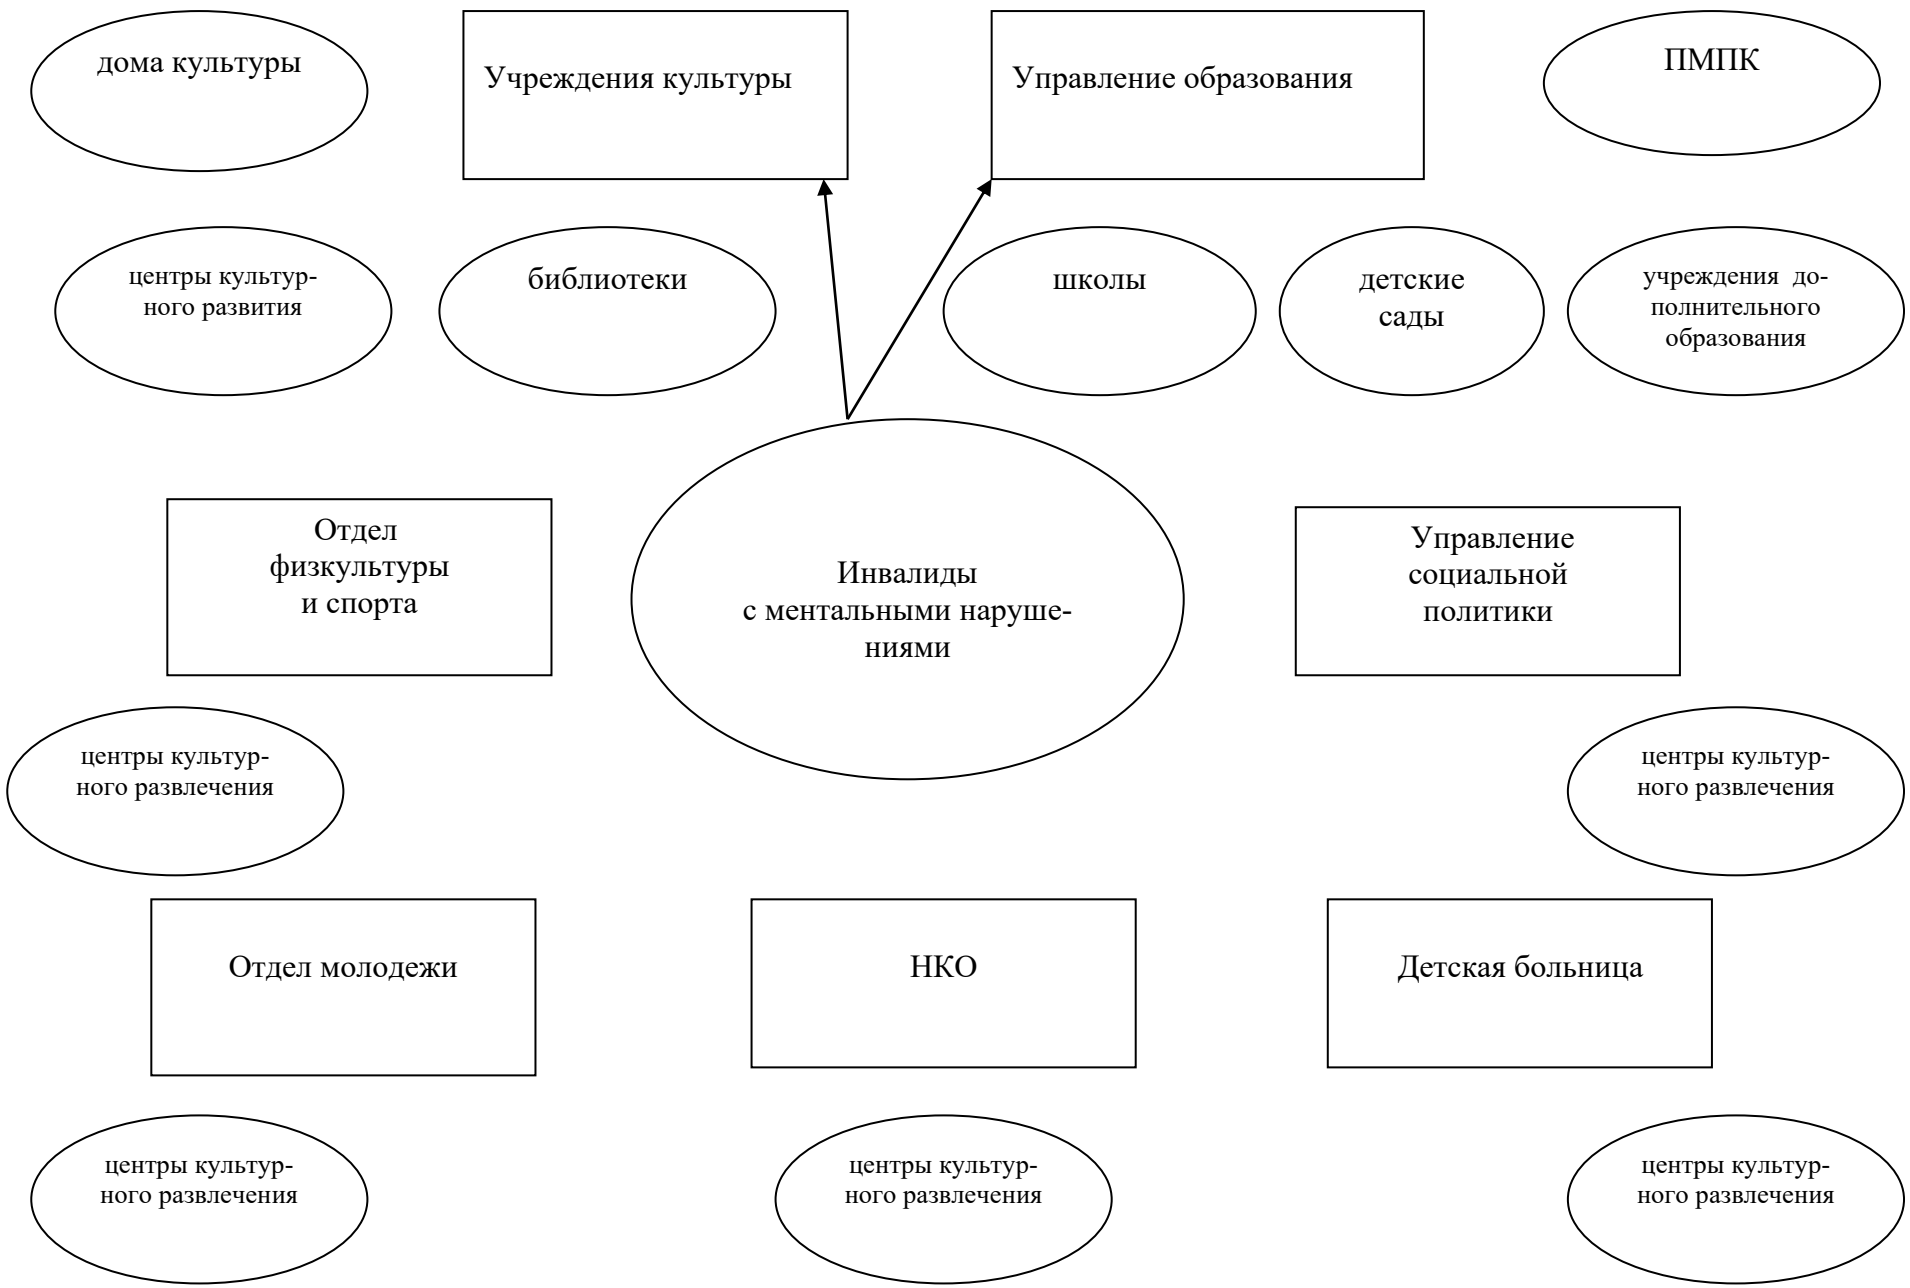 дома культуры
Учреждения культуры
Управление образования
ПМПК
центры культур-
ного развития
библиотеки
школы
детские
сады
учреждения  до-
полнительного
образования
Отдел
физкультуры
и спорта
Инвалиды
с ментальными наруше-
ниями
Управление
социальной
политики
центры культур-
ного развлечения
центры культур-
ного развлечения
Отдел молодежи
НКО
Детская больница
центры культур-
ного развлечения
центры культур-
ного развлечения
центры культур-
ного развлечения